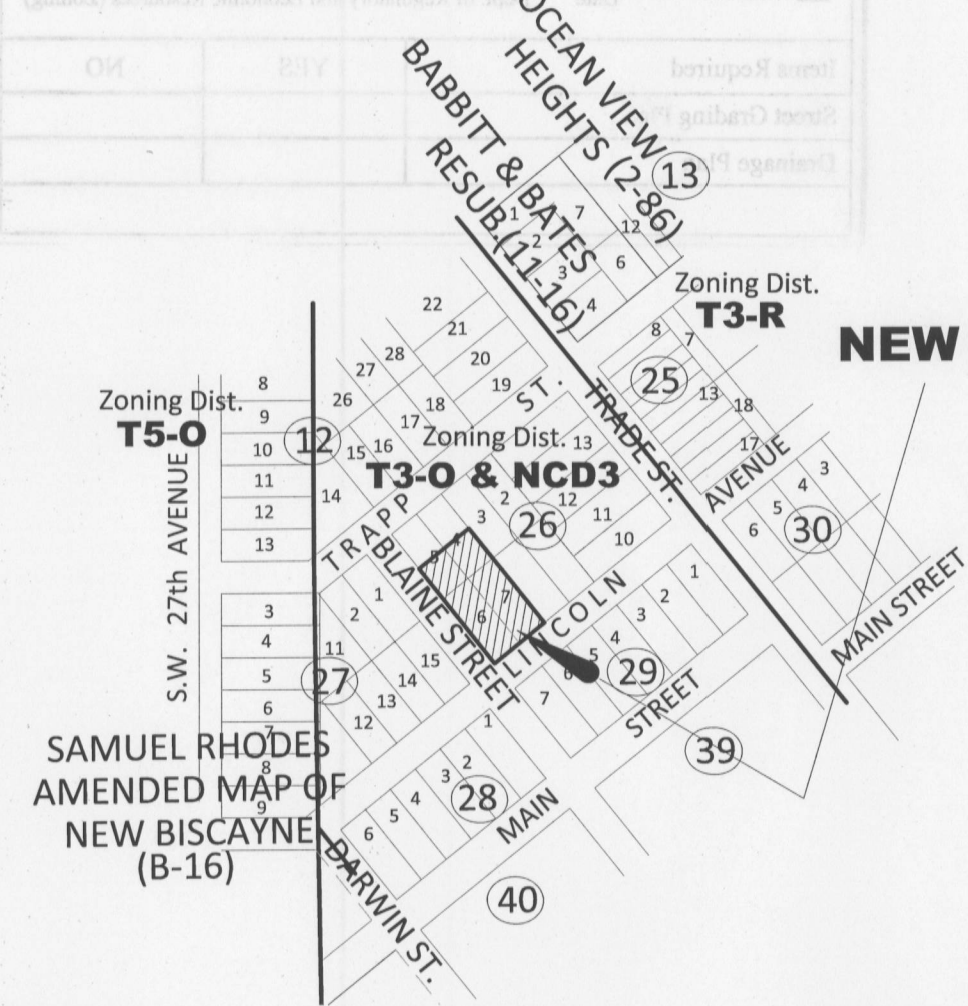 Items Required
YES
NO
Street Grading
Drainage
OCEAN VIEW
HEIGHTS (2-86)
BABBITT & BATES
RESUB.(11-16)
13
1
7
12
2
3
6
4
Zoning Dist.
T3-R
NEW
22
21
28
20
27
19
26
18
17
16
15
14
8
7
25
13
18
17
Zoning Dist.
T5-O
8
9
10
11
12
13
12
S.W. 27th AVENUE
Zoning Dist.
T3-O & NCD3
ST.
TRADE ST.
AVENUE
TRAPP
13
2
12
3
26
11
10
4
5
7
6
3
4
5
6
30
MAIN STREET
BLAINE STREET
LINCOLN
1
2
3
4
5
6
7
29
STREET
39
3
4
5
6
7
8
9
1
2
11
27
15
14
13
12
SAMUEL RHODES
AMENDED MAP OF
NEW BISCAYNE
(B-16)
1
2
3
4
5
6
28
MAIN
40
DARWIN ST.